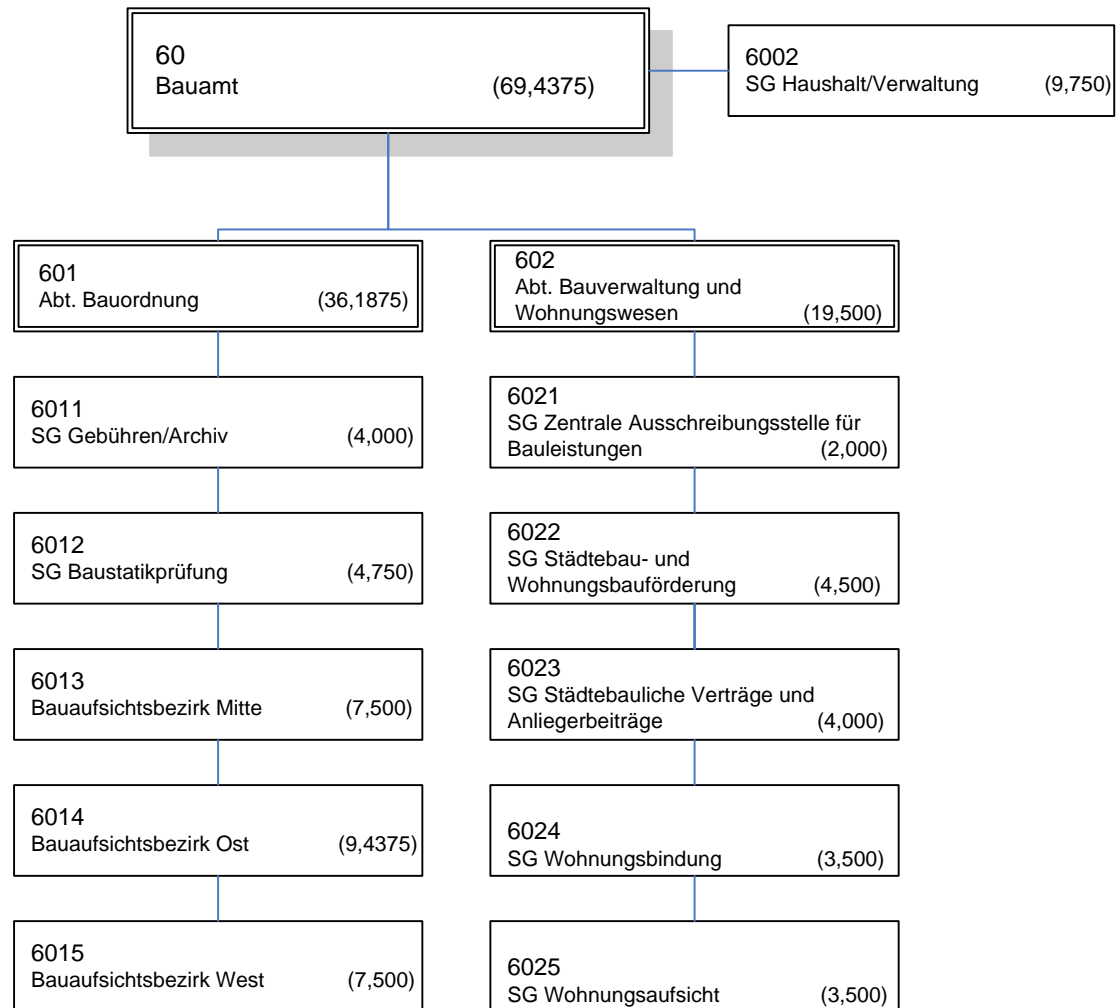 60
Bauamt (69,4375)
6002
SG Haushalt/Verwaltung (9,750)
601
Abt. Bauordnung (36,1875)
602
Abt. Bauverwaltung und
Wohnungswesen (19,500)
6011
SG Gebühren/Archiv (4,000)
6021
SG Zentrale Ausschreibungsstelle für
Bauleistungen (2,000)
6012
SG Baustatikprüfung (4,750)
6022
SG Städtebau- und
Wohnungsbauförderung (4,500)
6013
Bauaufsichtsbezirk Mitte (7,500)
6023
SG Städtebauliche Verträge und
Anliegerbeiträge (4,000)
6014
Bauaufsichtsbezirk Ost (9,4375)
6024
SG Wohnungsbindung (3,500)
6015
Bauaufsichtsbezirk West (7,500)
6025
SG Wohnungsaufsicht (3,500)